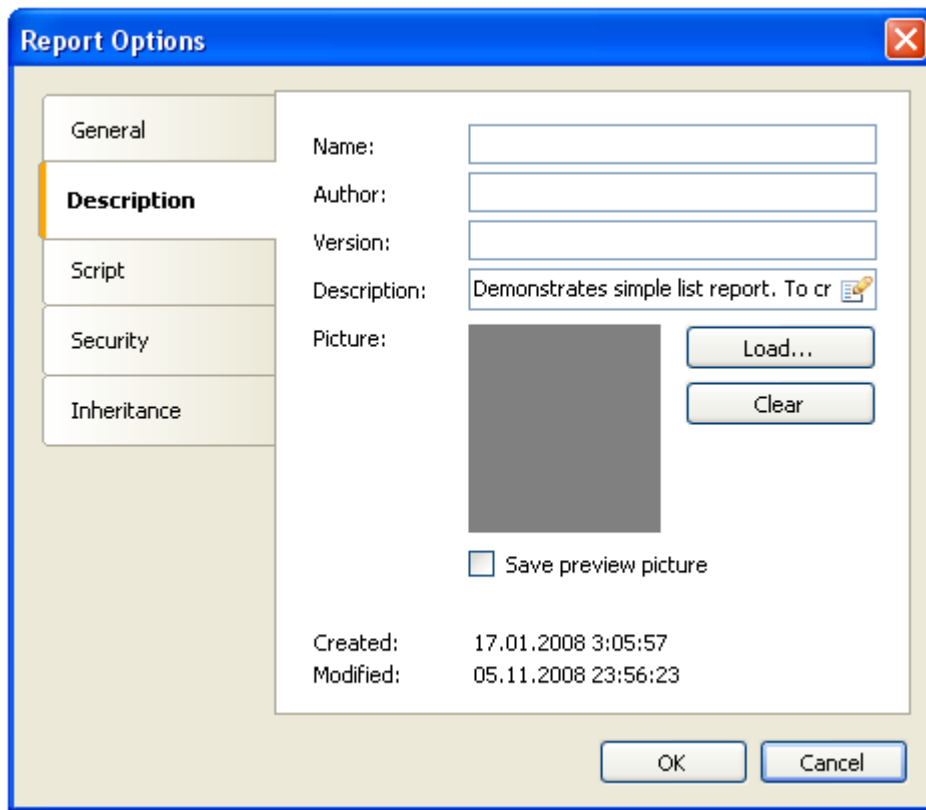 Report Options
General
Description
Script
Security
Inheritance
Name:
Author:
Version:
Description: Demonstrates simple list report. To cr
Picture:
Load...
Clear
Save preview picture
Created: 17.01.2008 3:05:57
Modified: 05.11.2008 23:56:23
OK Cancel